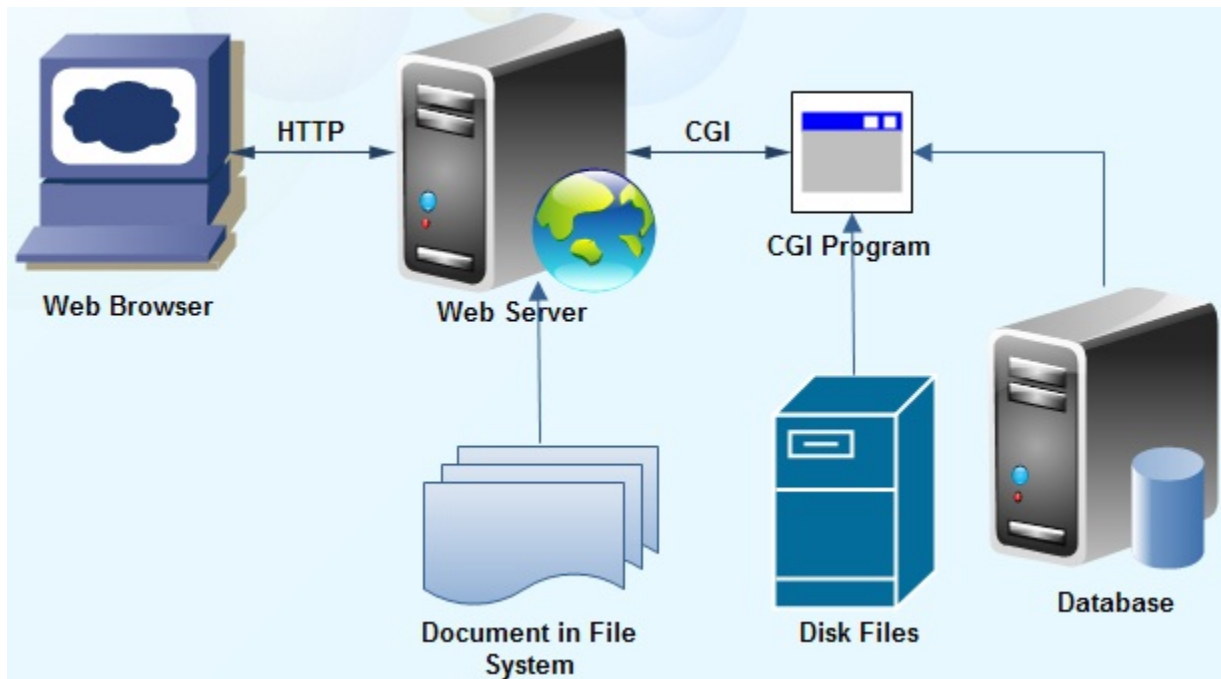 HTTP
CGI
Web Browser
Web Server
CGI Program
Document in File
System
Disk Files
Database